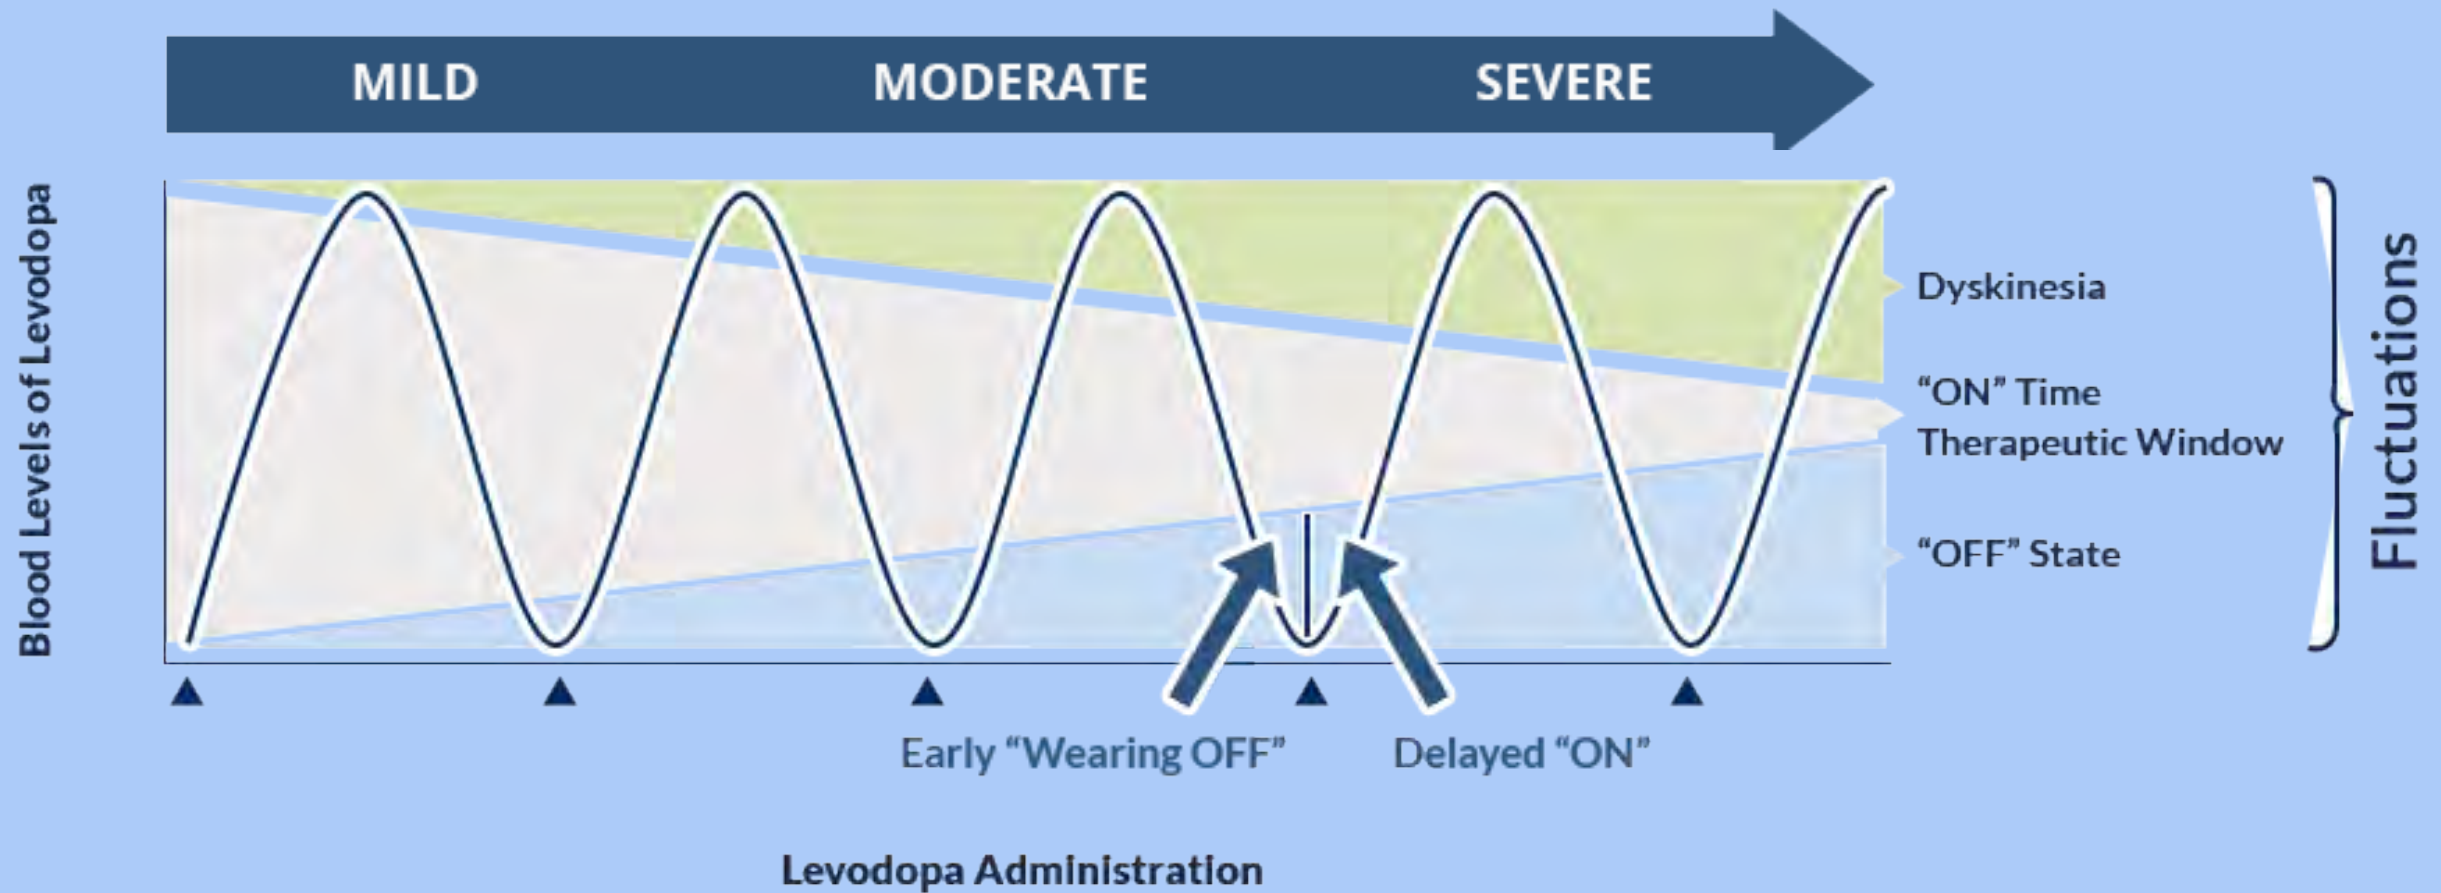 MILD MODERATE SEVERE
Blood Levels of Levodopa
Dyskinesia
“ON” Time
Therapeutic Window
“OFF” State
Fluctuations
Early “Wearing OFF” Delayed “ON”
Levodopa Administration